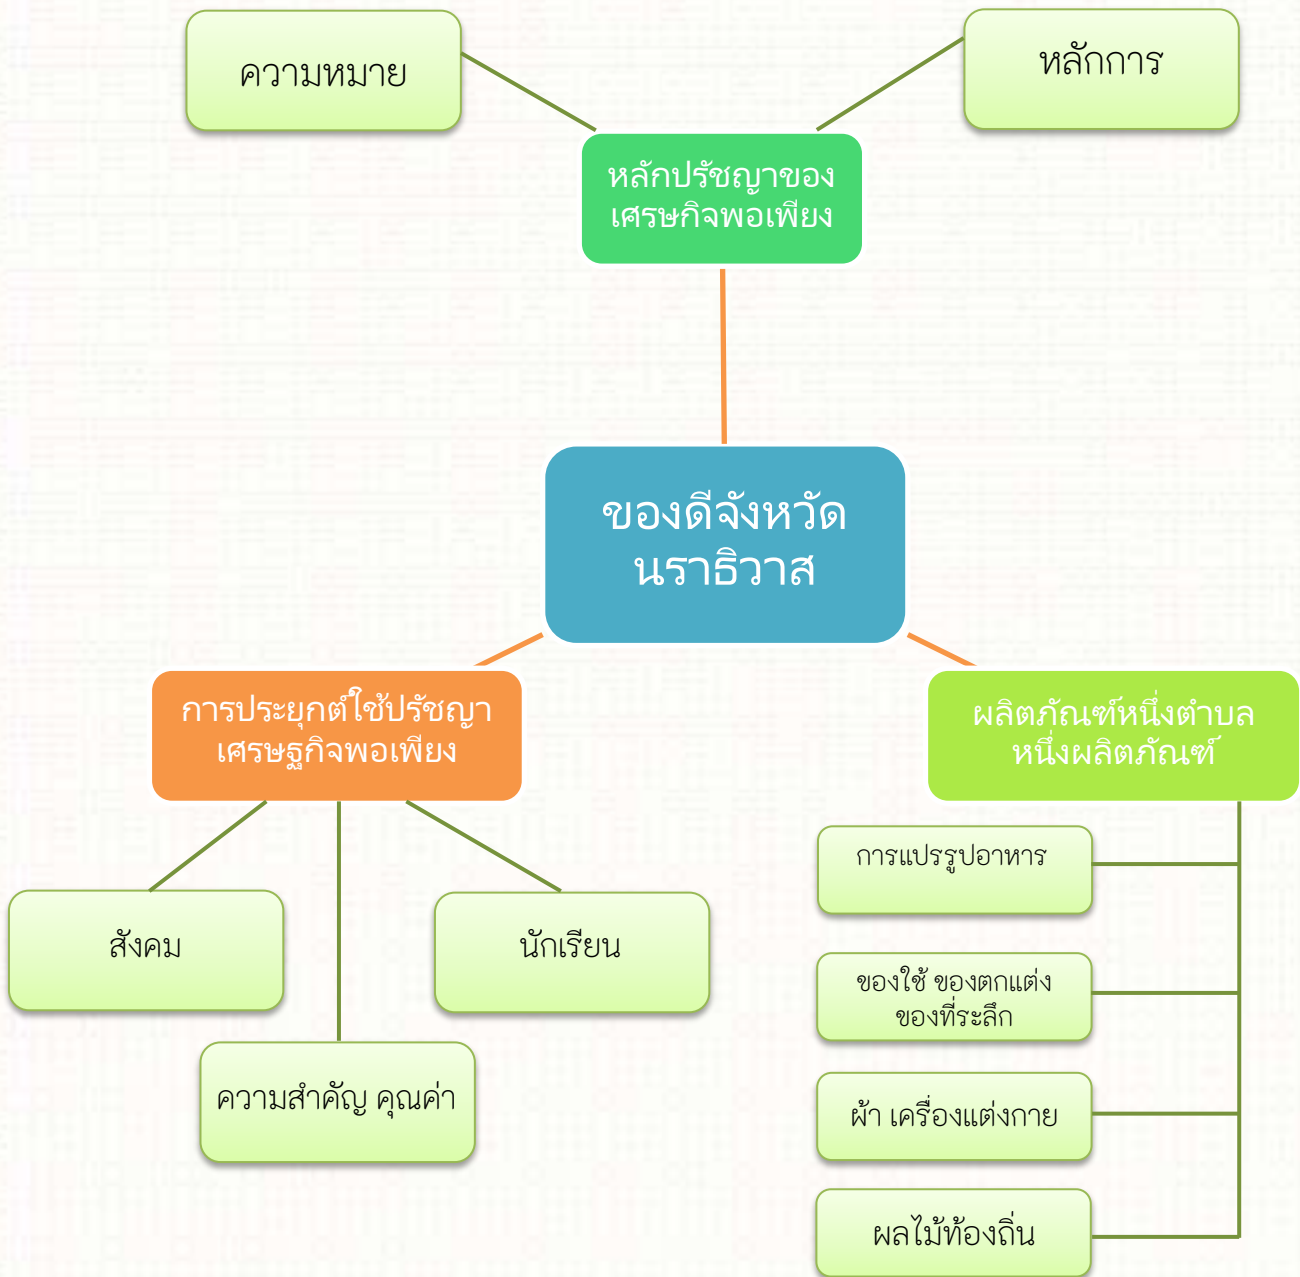 ความหมาย
หลักการ
หลักปรัชญาของ
เศรษกิจพอเพียง
ของดีจังหวัด
นราธิวาส
การประยุกต์ใช้ปรัชญา
เศรษฐกิจพอเพียง
ผลิตภัณฑ์หนึ่งตำบล
หนึ่งผลิตภัณฑ์
สังคม
นักเรียน
ความสำคัญ คุณค่า
การแปรรูปอาหาร
ของใช้ ของตกแต่ง
ของที่ระลึก
ผ้า เครื่องแต่งกาย
ผลไม้ท้องถิ่น